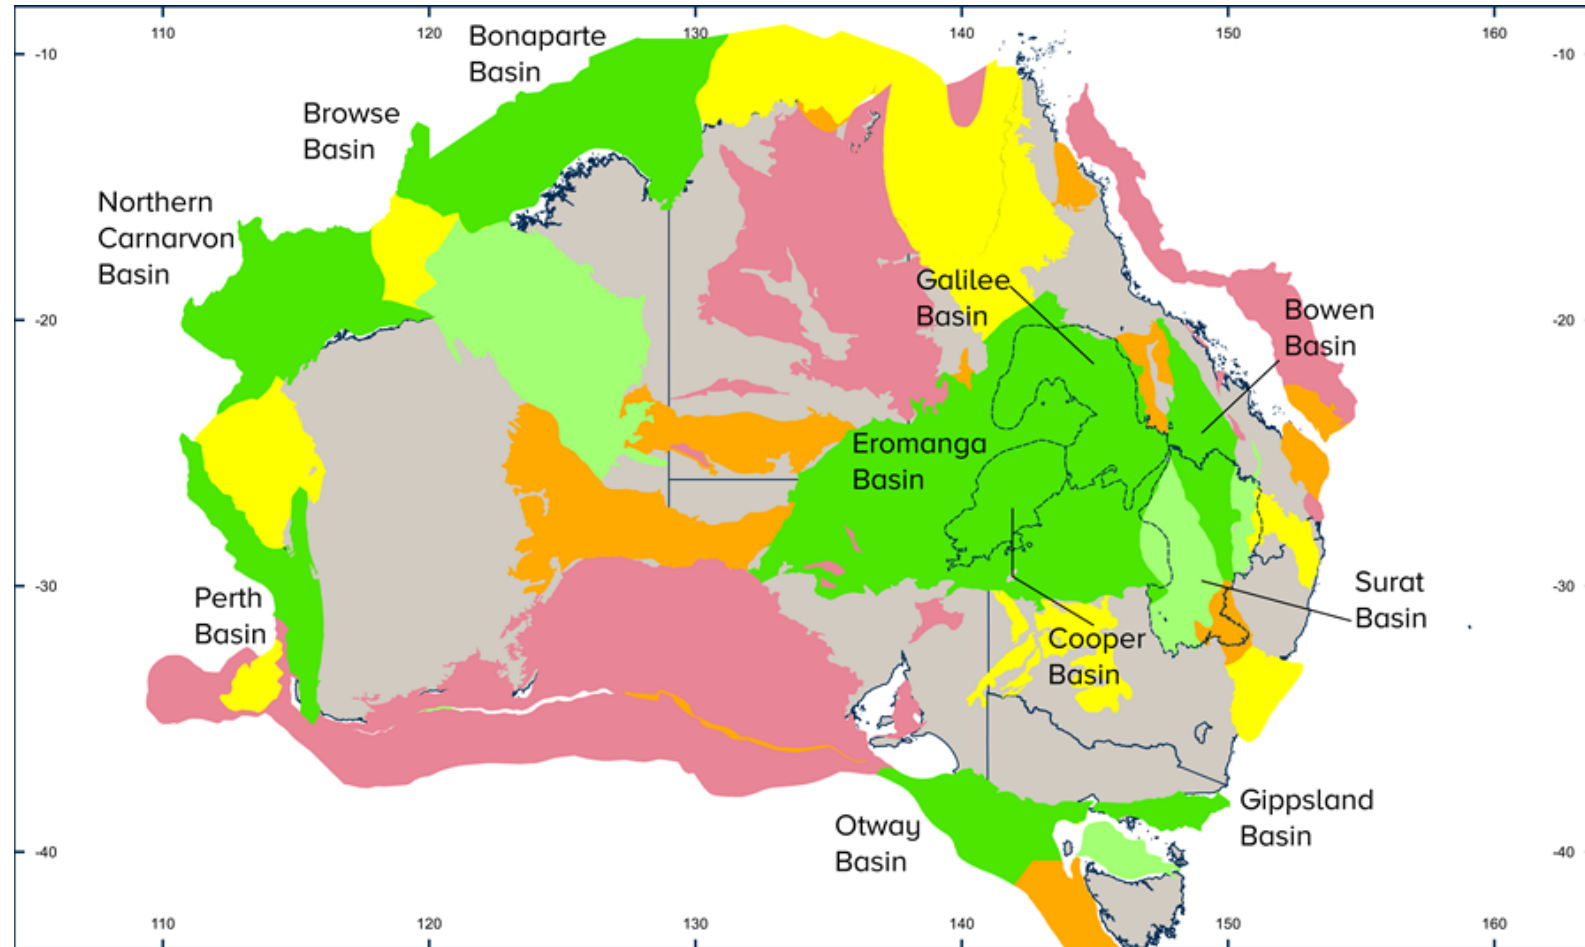 110
120
130
140
150
160
-10
-10
Bonaparte
Basin
Browse
Basin
Northern
Carnarvon
Basin
Galilee
Basin
Bowen
Basin
-20
-20
Eromanga
Basin
Perth
Basin
-30
-30
Surat
Basin
Cooper
Basin
Otway
Basin
Gippsland
Basin
-40
-40
110
120
130
140
150
160